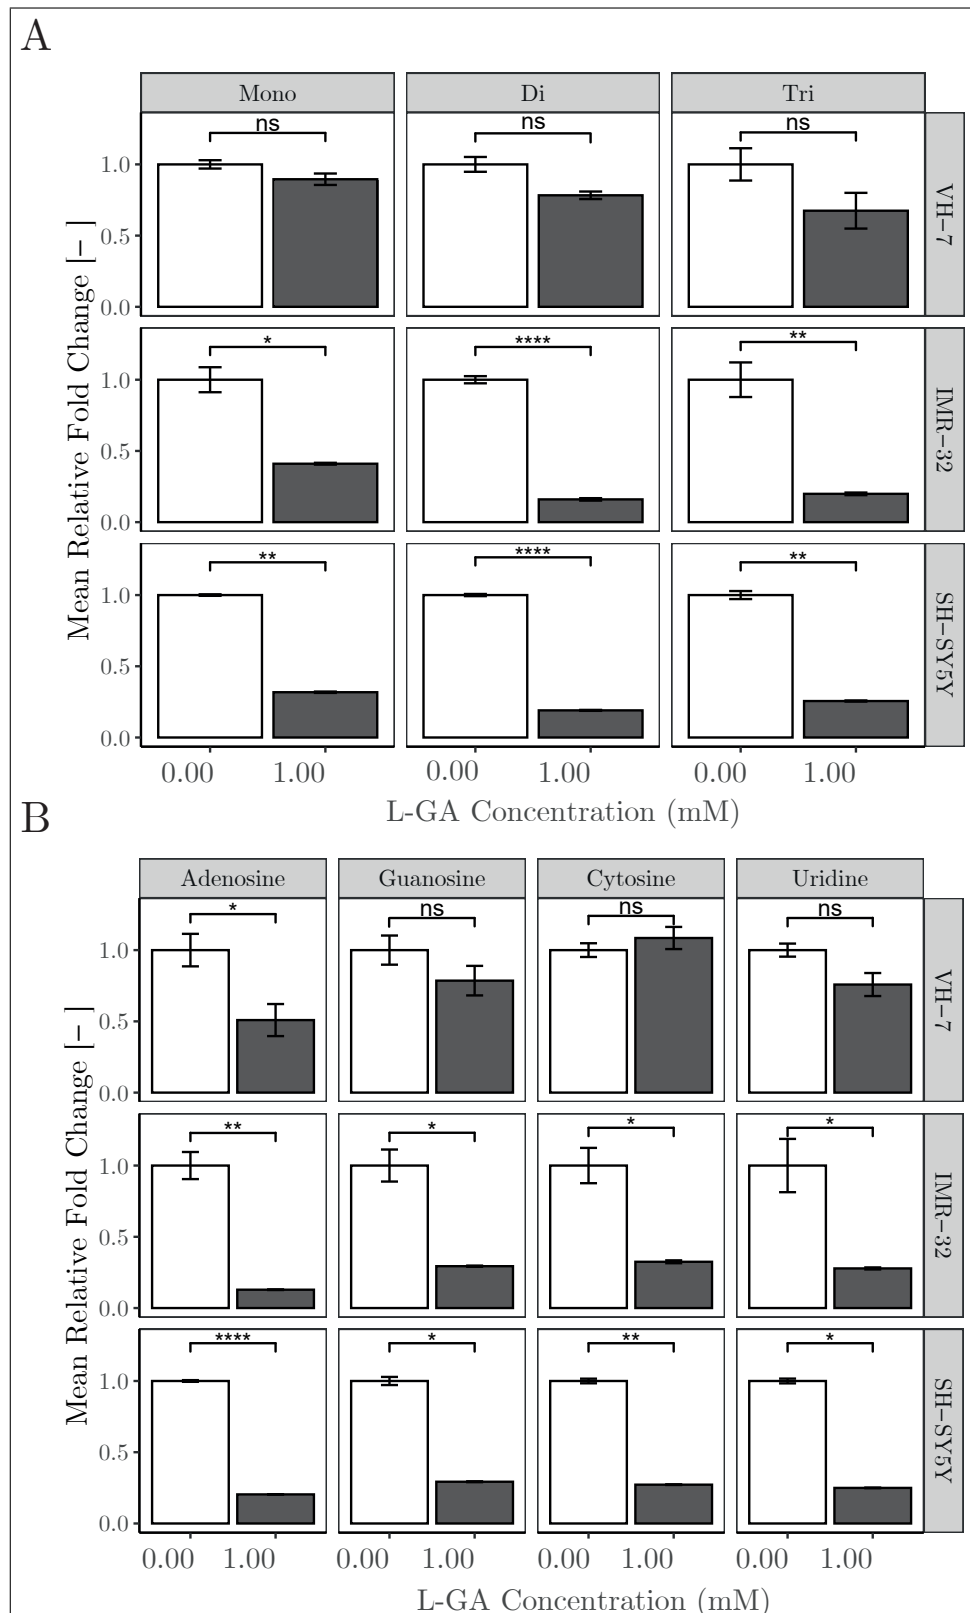 A
Mono Di Tri
ns ns ns
1.0
0.5
0.0
VH−7
* **** **
1.0
0.5
0.0
IMR−32
** **** **
1.0
0.5
0.0
SH−SY5Y
Mean Relative Fold Change [−]
0.00 1.00 0.00 1.00 0.00 1.00
L-GA Concentration (mM)
B
Adenosine Guanosine Cytosine Uridine
* ns ns ns
1.0
0.5
0.0
VH−7
** * * *
1.0
0.5
0.0
IMR−32
**** * ** *
1.0
0.5
0.0
SH−SY5Y
Mean Relative Fold Change [−]
0.00 1.00 0.00 1.00 0.00 1.00 0.00 1.00
L-GA Concentration (mM)